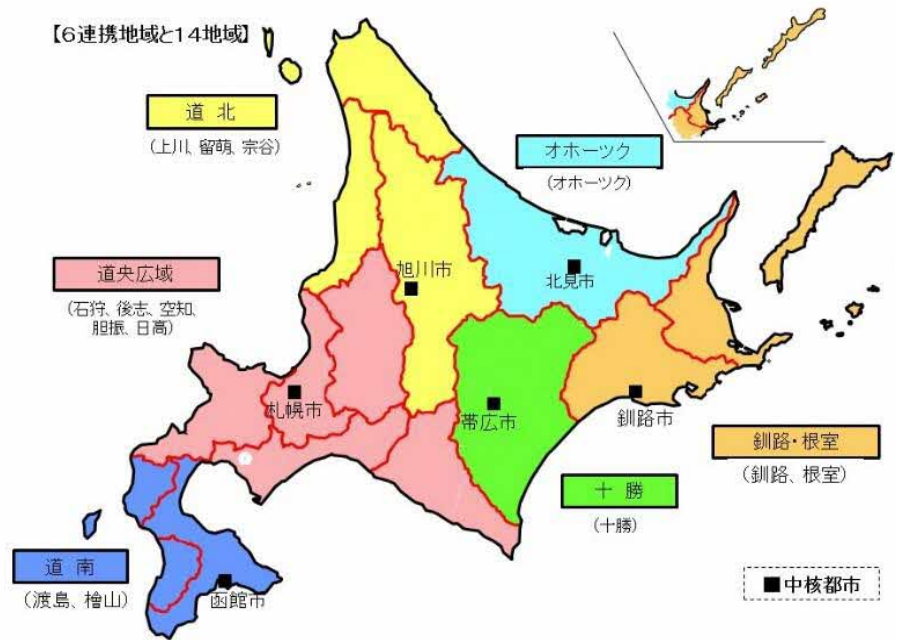 【6連携地域と14地域】
道 北
(上川、留萌、宗谷)
オホーツク
(オホーツク)
道央広域
(石狩、後志、空知、
胆振、日高)
旭川市
北見市
札幌市
帯広市
釧路市
釧路・根室
(釧路、根室)
十 勝
(十勝)
道 南
(渡島、檜山)
函館市
■中核都市